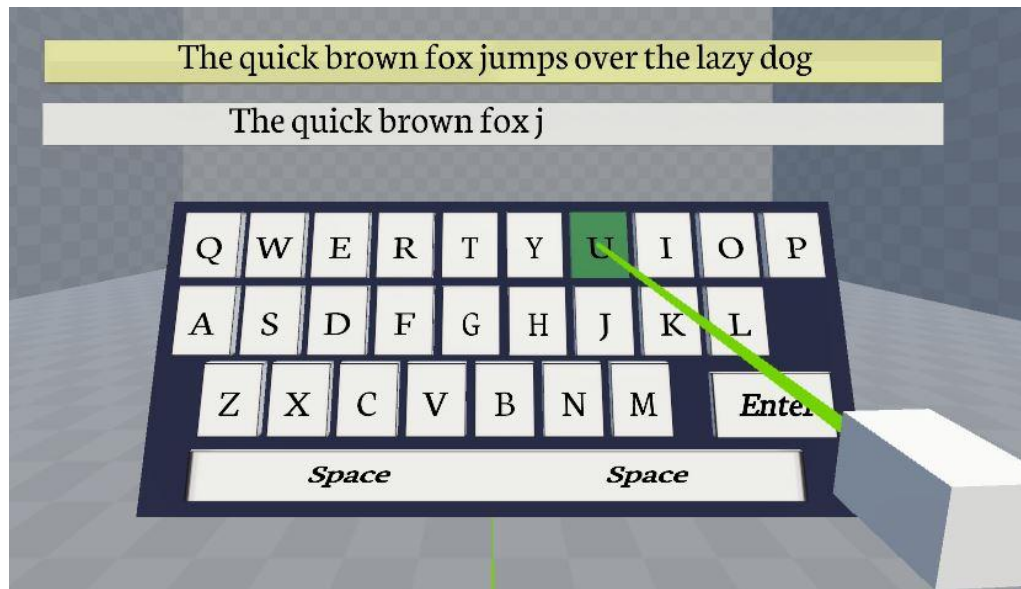 The quick brown fox jumps over the lazy dog
The quick brown fox j
Q W E R T Y U I O P
A S D F G H J K L
Z X C V B N M Enter
Space Space